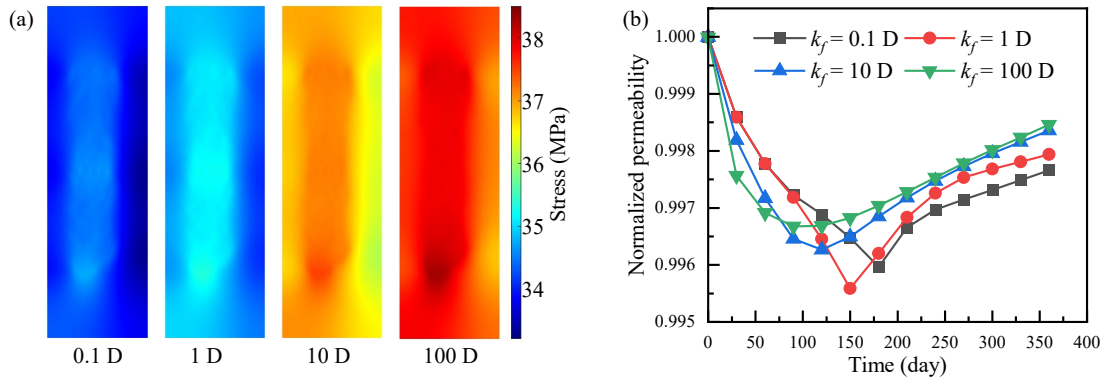 (a)
38
37
36
35
34
Stress (MPa)
0.1 D
1 D
10 D
100 D
(b)
k_f = 0.1 D
k_f = 1 D
k_f = 10 D
k_f = 100 D
1.000
0.999
0.998
0.997
0.996
0.995
Normalized permeability
0 50 100 150 200 250 300 350 400
Time (day)